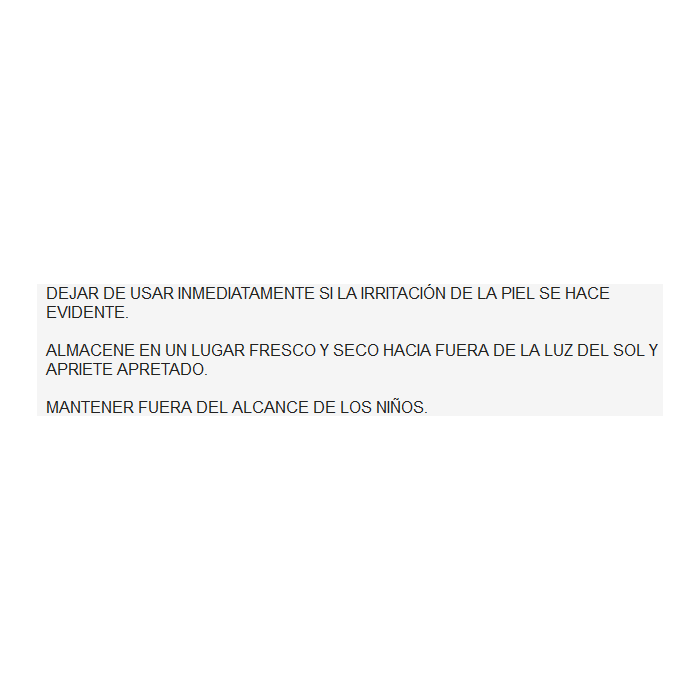 DEJAR DE USAR INMEDIATAMENTE SI LA IRRITACIÓN DE LA PIEL SE HACE
EVIDENTE.
ALMACENE EN UN LUGAR FRESCO Y SECO HACIA FUERA DE LA LUZ DEL SOL Y
APRIETE APRETADO.
MANTENER FUERA DEL ALCANCE DE LOS NIÑOS.